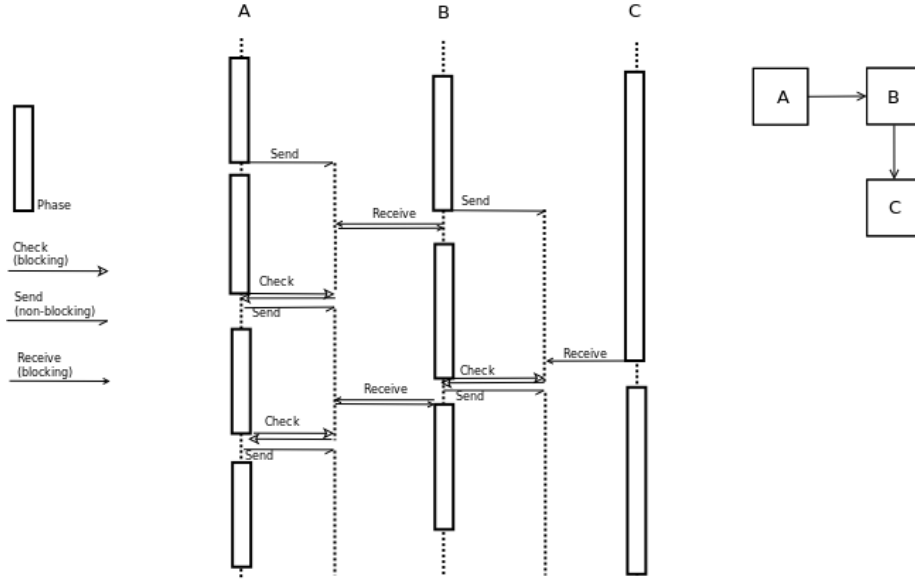 A
B
C
A
B
Send
Phase
Send
Receive
C
Check
(blocking)
Check
Send
(non-blocking)
Send
Receive
(blocking)
Receive
Check
Receive
Send
Check
Send